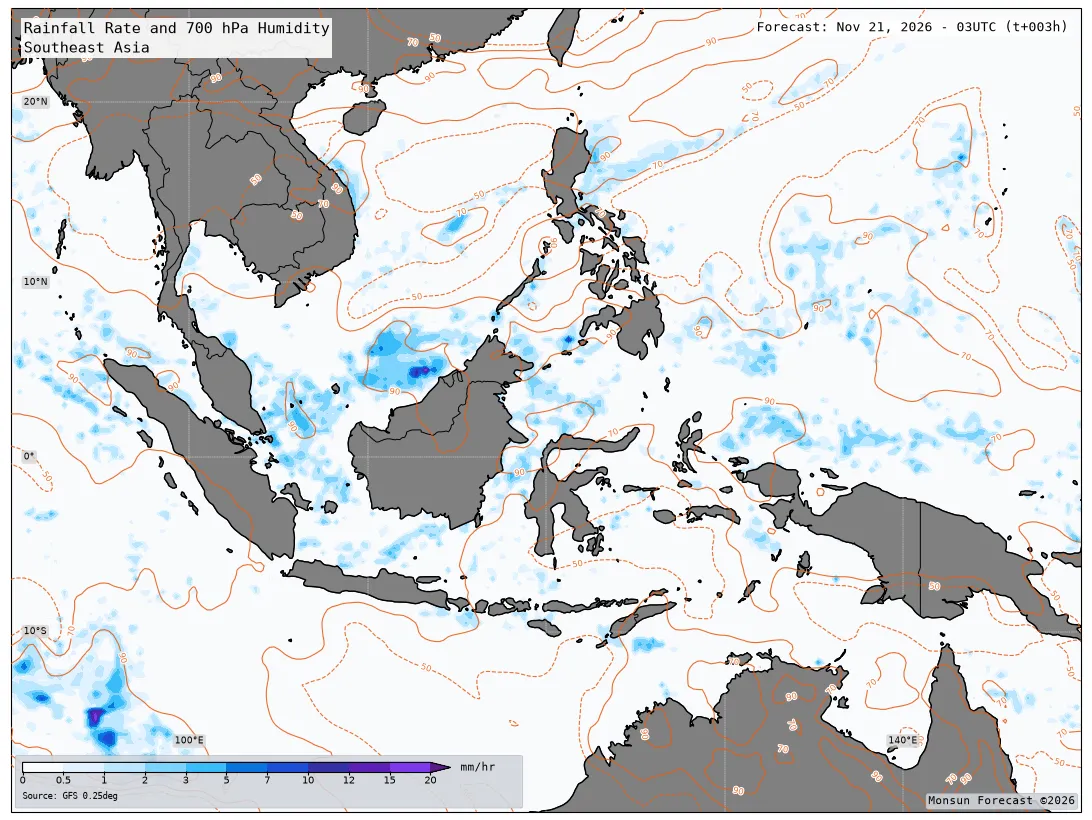 Rainfall Rate and 700 hPa Humidity
Southeast Asia
Forecast: Nov 21, 2026 - 03UTC (t+003h)
20°N
10°N
0°
10°S
100°E
140°E
0 0.5 1 2 3 5 7 10 12 15 20 mm/hr
Source: GFS 0.25deg
Monsun Forecast ©2026